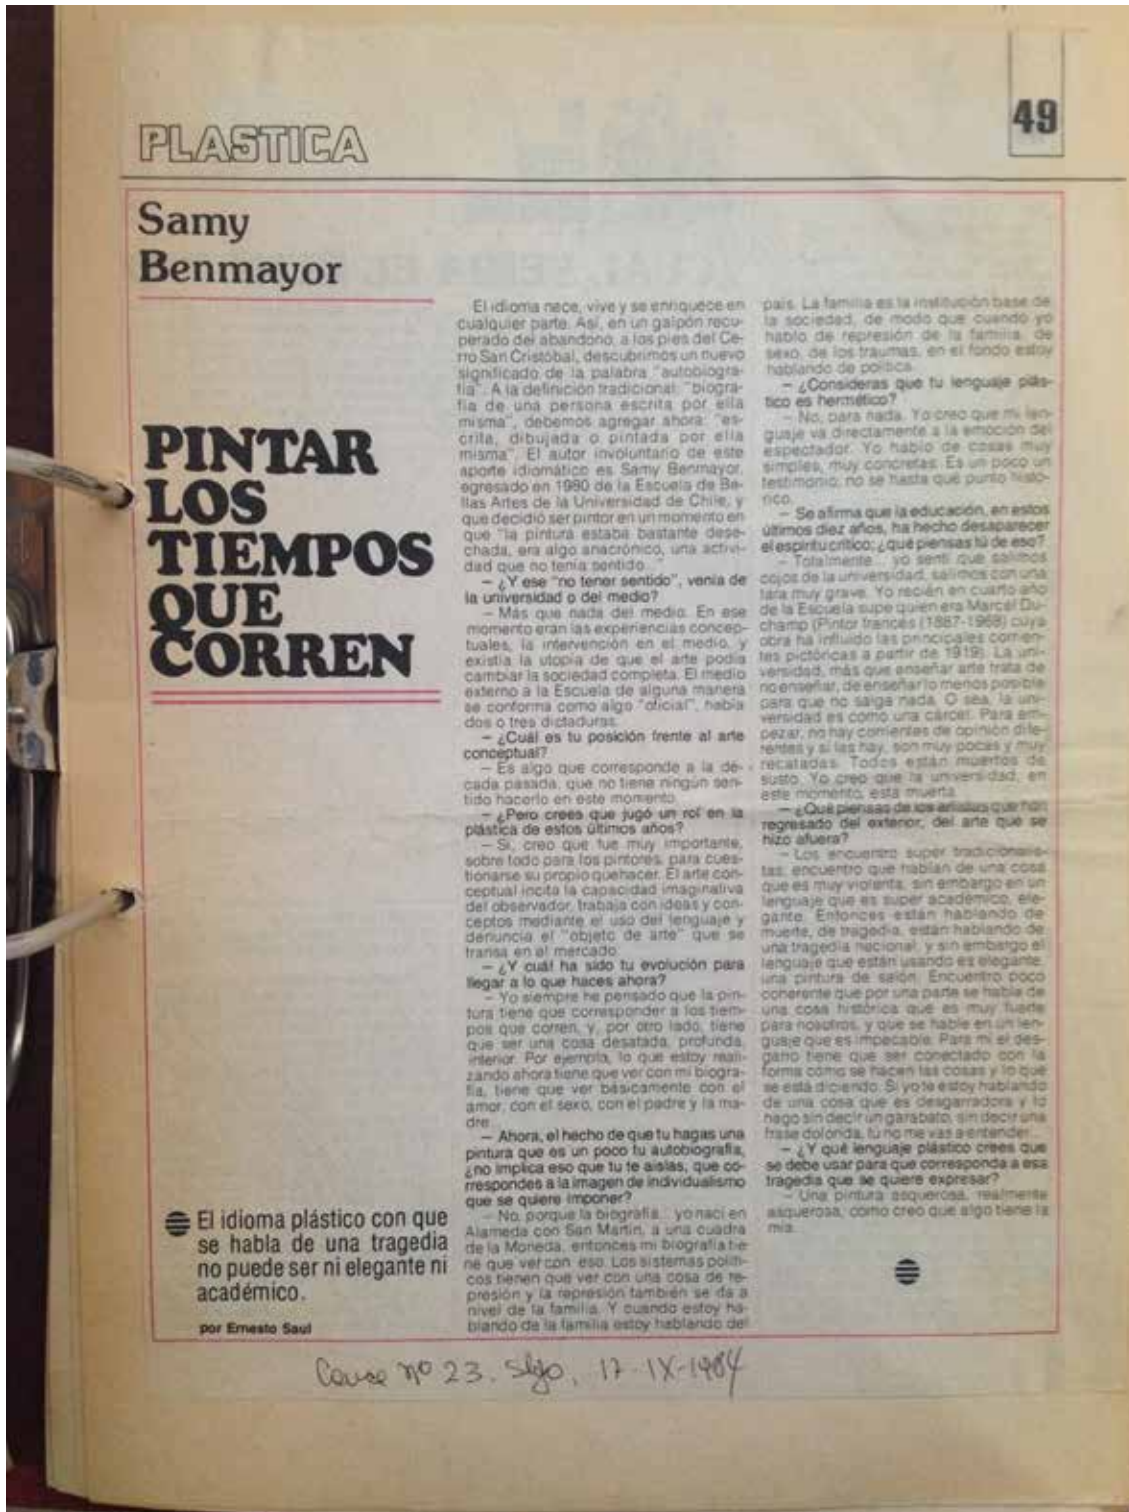 PLASTICA
49
Samy
Benmayor
PINTAR
LOS
TIEMPOS
QUE
CORREN
El idioma plástico con que
se habla de una tragedia
no puede ser ni elegante ni
académico.
por Ernesto Saul
El idioma nece, vive y se enriquece en
cualquier parte. Así, en un galpón recu-
perado del abandono, a los pies del Ce-
rro San Cristóbal, descubrimos un nuevo
significado de la palabra "autobiogra-
fía". A la definición tradicional: "biogra-
fía de una persona escrita por ella
misma", debemos agregar ahora: "es-
crita, dibujada o pintada por ella
misma". El autor involuntario de este
aporte idiomático es Samy Benmayor,
egresado en 1980 de la Escuela de Be-
llas Artes de la Universidad de Chile, y
que decidió ser pintor en un momento en
que "la pintura estaba bastante dese-
chada, era algo anacrónico, una activi-
dad que no tenía sentido..."
— ¿Y ese "no tener sentido", venía de
la universidad o del medio?
— Más que nada del medio. En ese
momento eran las experiencias concep-
tuales, la intervención en el medio, y
existía la utopía de que el arte podía
cambiar la sociedad completa. El medio
externo a la Escuela de alguna manera
se conforma como algo "oficial", había
dos o tres dictaduras.
— ¿Cuál es tu posición frente al arte
conceptual?
— Es algo que corresponde a la dé-
cada pasada, que no tiene ningún sen-
tido hacerlo en este momento.
— ¿Pero crees que jugó un rol en la
plástica de estos últimos años?
— Sí, creo que fue muy importante,
sobre todo para los pintores, para cues-
tionarse su propio quehacer. El arte con-
ceptual incita la capacidad imaginativa
del observador, trabaja con ideas y con-
ceptos mediante el uso del lenguaje y
denuncia el "objeto de arte" que se
transa en el mercado.
— ¿Y cuál ha sido tu evolución para
llegar a lo que haces ahora?
— Yo siempre he pensado que la pin-
tura tiene que corresponder a los tiem-
pos que corren, y, por otro lado, tiene
que ser una cosa desatada, profunda,
interior. Por ejemplo, lo que estoy reali-
zando ahora tiene que ver con mi biogra-
fía, tiene que ver básicamente con el
amor, con el sexo, con el padre y la ma-
dre.
— Ahora, el hecho de que tu hagas una
pintura que es un poco tu autobiografía,
¿no implica eso que tu te aislas, que co-
rrespondes a la imagen de individualismo
que se quiere imponer?
— No, porque la biografía... yo nací en
Alameda con San Martín, a una cuadra
de la Moneda, entonces mi biografía tie-
ne que ver con eso. Los sistemas políti-
cos tienen que ver con una cosa de re-
presión y la represión también se da a
nivel de la familia. Y cuando estoy ha-
blando de la familia estoy hablando del
país. La familia es la institución base de
la sociedad, de modo que cuando yo
hablo de represión de la familia, de
sexo, de los traumas, en el fondo estoy
hablando de política.
— ¿Consideras que tu lenguaje plás-
tico es hermético?
— No, para nada. Yo creo que mi len-
guaje va directamente a la emoción del
espectador. Yo hablo de cosas muy
simples, muy concretas. Es un poco un
testimonio, no se hasta qué punto histó-
rico.
— Se afirma que la educación, en estos
últimos diez años, ha hecho desaparecer
el espíritu crítico; ¿qué piensas tú de eso?
— Totalmente... yo sentí que salimos
cojos de la universidad, salimos con una
tara muy grave. Yo recién en cuarto año
de la Escuela supe quien era Marcel Du-
champ (Pintor francés (1887-1968) cuya
obra ha influido las principales corrien-
tes pictóricas a partir de 1919). La uni-
versidad, más que enseñar arte trata de
no enseñar, de enseñar lo menos posible
para que no salga nada. O sea, la uni-
versidad es como una cárcel. Para em-
pezar, no hay corrientes de opinión dife-
rentes y si las hay, son muy pocas y muy
recatadas. Todos están muertos de
susto. Yo creo que la universidad, en
este momento, está muerta.
— ¿Qué piensas de los artistas que han
regresado del exterior, del arte que se
hizo afuera?
— Los encuentro super tradicionalis-
tas, encuentro que hablan de una cosa
que es muy violenta, sin embargo en un
lenguaje que es super académico, ele-
gante. Entonces están hablando de
muerte, de tragedia, están hablando de
una tragedia nacional, y sin embargo el
lenguaje que están usando es elegante,
una pintura de salón. Encuentro poco
coherente que por una parte se habla de
una cosa histórica que es muy fuerte
para nosotros, y que se hable en un len-
guaje que es impecable. Para mí el des-
garro tiene que ser conectado con la
forma cómo se hacen las cosas y lo que
se está diciendo. Si yo te estoy hablando
de una cosa que es desgarradora y lo
hago sin decir un garabato, sin decir una
frase dolorida, tú no me vas a entender.
— ¿Y qué lenguaje plástico crees que
se debe usar para que corresponda a esa
tragedia que se quiere expresar?
— Una pintura asquerosa, realmente
asquerosa, como creo que algo tiene la
mía.
Cauce nº 23. Stgo, 17-IX-1984